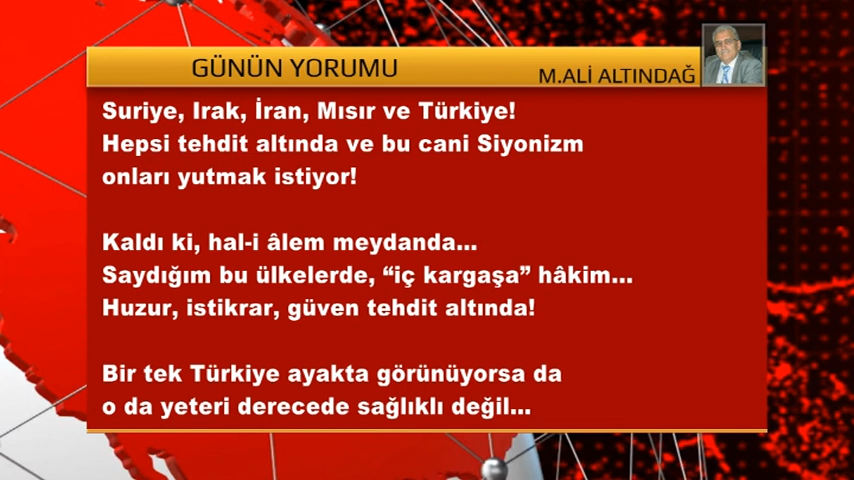 GÜNÜN YORUMU
M.ALİ ALTINDAĞ
Suriye, Irak, İran, Mısır ve Türkiye!
Hepsi tehdit altında ve bu cani Siyonizm
onları yutmak istiyor!
Kaldı ki, hal-i âlem meydanda...
Saydığım bu ülkelerde, “iç kargaşa” hâkim...
Huzur, istikrar, güven tehdit altında!
Bir tek Türkiye ayakta görünüyorsa da
o da yeteri derecede sağlıklı değil...